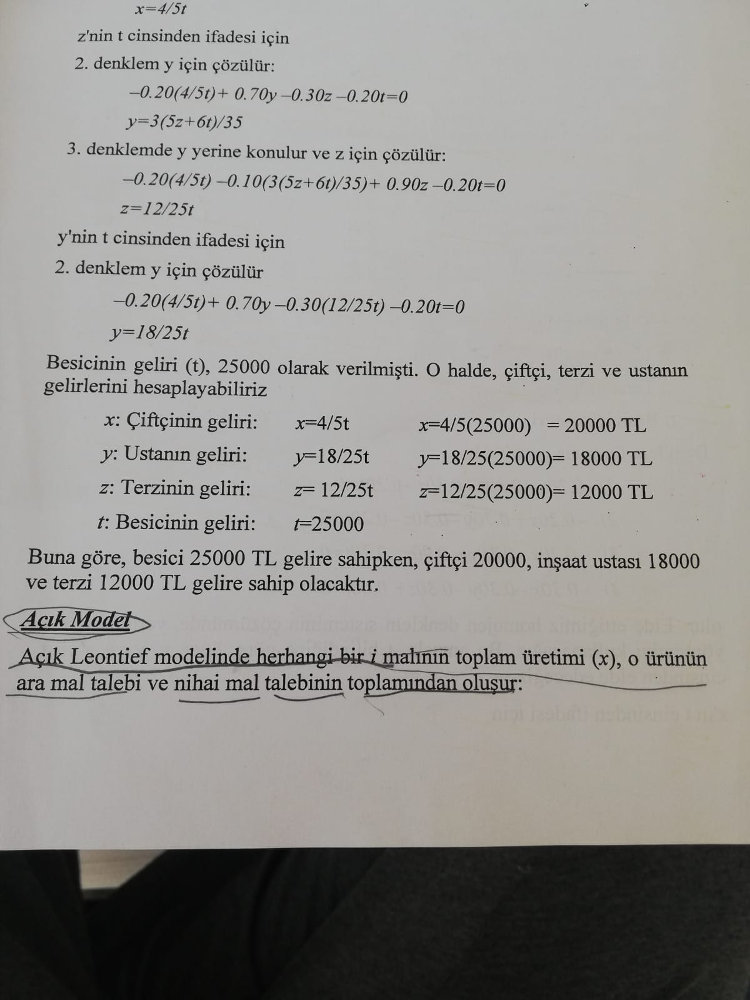 x=4/5t
z'nin t cinsinden ifadesi için
2. denklem y için çözülür:
–0.20(4/5t)+ 0.70y –0.30z –0.20t=0
y=3(5z+6t)/35
3. denklemde y yerine konulur ve z için çözülür:
–0.20(4/5t) –0.10(3(5z+6t)/35)+ 0.90z –0.20t=0
z=12/25t
y'nin t cinsinden ifadesi için
2. denklem y için çözülür
–0.20(4/5t)+ 0.70y –0.30(12/25t) –0.20t=0
y=18/25t
Besicinin geliri (t), 25000 olarak verilmişti. O halde, çiftçi, terzi ve ustanın
gelirlerini hesaplayabiliriz
x: Çiftçinin geliri: x=4/5t x=4/5(25000) = 20000 TL
y: Ustanın geliri: y=18/25t y=18/25(25000)= 18000 TL
z: Terzinin geliri: z= 12/25t z=12/25(25000)= 12000 TL
t: Besicinin geliri: t=25000
Buna göre, besici 25000 TL gelire sahipken, çiftçi 20000, inşaat ustası 18000
ve terzi 12000 TL gelire sahip olacaktır.
Açık Model
Açık Leontief modelinde herhangi bir i malının toplam üretimi (x), o ürünün
ara mal talebi ve nihai mal talebinin toplamından oluşur: